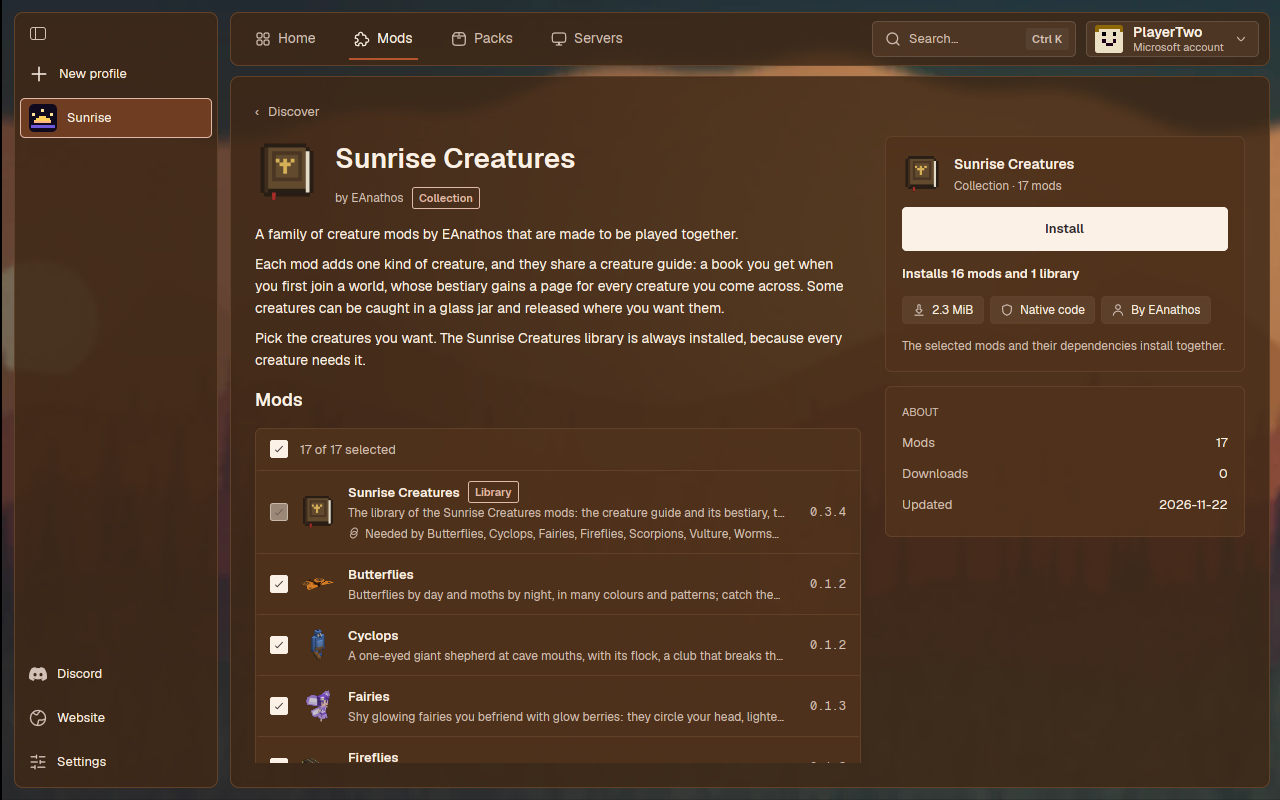 New profile
Sunrise
Discord
Website
Settings
Home
Mods
Packs
Servers
Search...
Ctrl K
PlayerTwo
Microsoft account
‹ Discover
Sunrise Creatures
by EAnathos
Collection
A family of creature mods by EAnathos that are made to be played together.
Each mod adds one kind of creature, and they share a creature guide: a book you get when
you first join a world, whose bestiary gains a page for every creature you come across. Some
creatures can be caught in a glass jar and released where you want them.
Pick the creatures you want. The Sunrise Creatures library is always installed, because every
creature needs it.
Mods
17 of 17 selected
Sunrise Creatures
Library
The library of the Sunrise Creatures mods: the creature guide and its bestiary, t...
Needed by Butterflies, Cyclops, Fairies, Fireflies, Scorpions, Vulture, Worms...
0.3.4
Butterflies
Butterflies by day and moths by night, in many colours and patterns; catch the...
0.1.2
Cyclops
A one-eyed giant shepherd at cave mouths, with its flock, a club that breaks th...
0.1.2
Fairies
Shy glowing fairies you befriend with glow berries: they circle your head, lighte...
0.1.3
Fireflies
Sunrise Creatures
Collection · 17 mods
Install
Installs 16 mods and 1 library
2.3 MiB
Native code
By EAnathos
The selected mods and their dependencies install together.
ABOUT
Mods
17
Downloads
0
Updated
2026-11-22